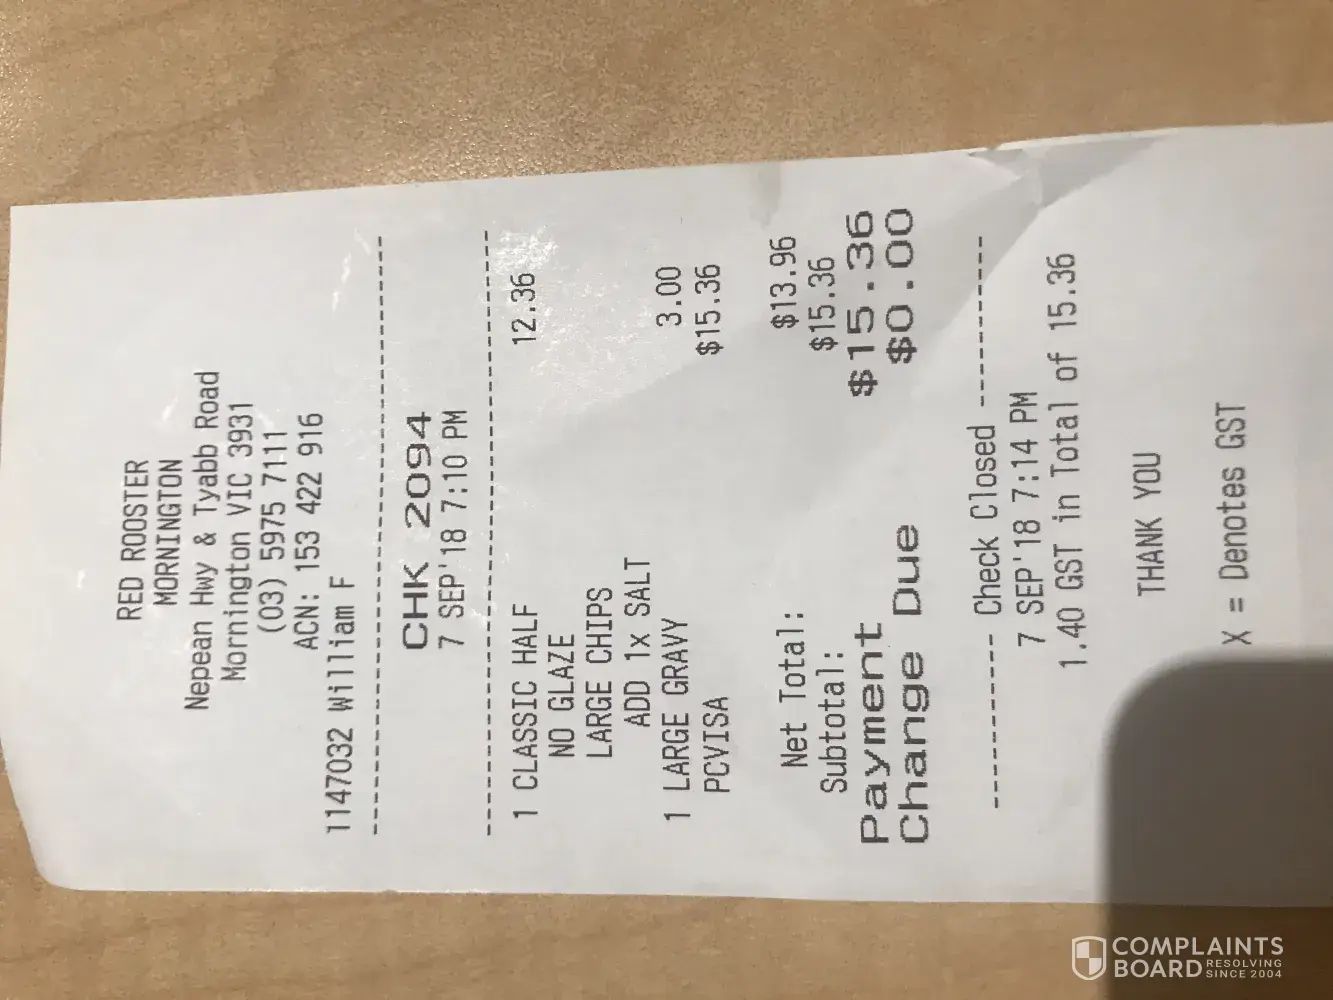 RED ROOSTER
MORNINGTON
Nepean Hwy & Tyabb Road
Mornington VIC 3931
(03) 5975 7111
ACN: 153 422 916
1147032 William F
CHK 2094
7 SEP'18 7:10 PM
1 CLASSIC HALF 12.36
NO GLAZE
LARGE CHIPS
ADD 1x SALT
1 LARGE GRAVY 3.00
PCVISA $15.36
Net Total: $13.96
Subtotal: $15.36
Payment $15.36
Change Due $0.00
---------- Check Closed ----------
7 SEP'18 7:14 PM
1.40 GST in Total of 15.36
THANK YOU
X = Denotes GST
COMPLAINTS
BOARD RESOLVING
SINCE 2004